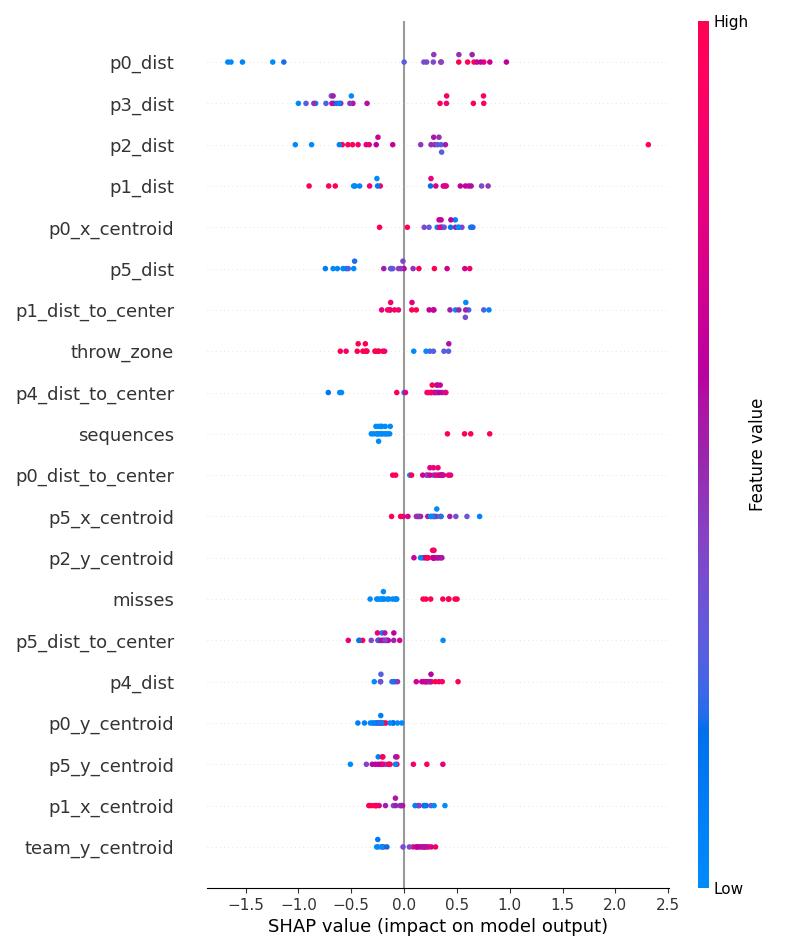 High
p0_dist
p3_dist
p2_dist
p1_dist
p0_x_centroid
p5_dist
p1_dist_to_center
throw_zone
p4_dist_to_center
sequences
p0_dist_to_center
p5_x_centroid
p2_y_centroid
misses
p5_dist_to_center
p4_dist
p0_y_centroid
p5_y_centroid
p1_x_centroid
team_y_centroid
Feature value
Low
−1.5 −1.0 −0.5 0.0 0.5 1.0 1.5 2.0 2.5
SHAP value (impact on model output)